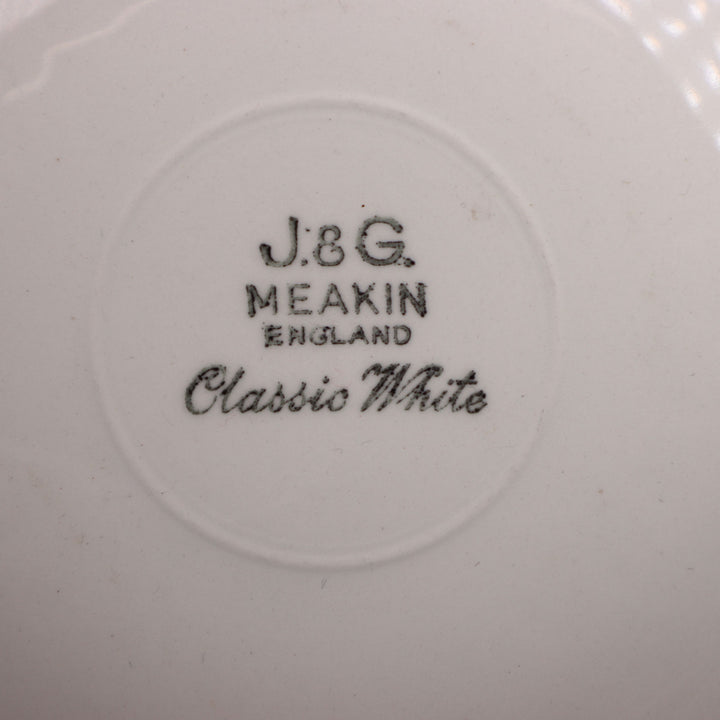 J.&G.
MEAKIN
ENGLAND
Classic White